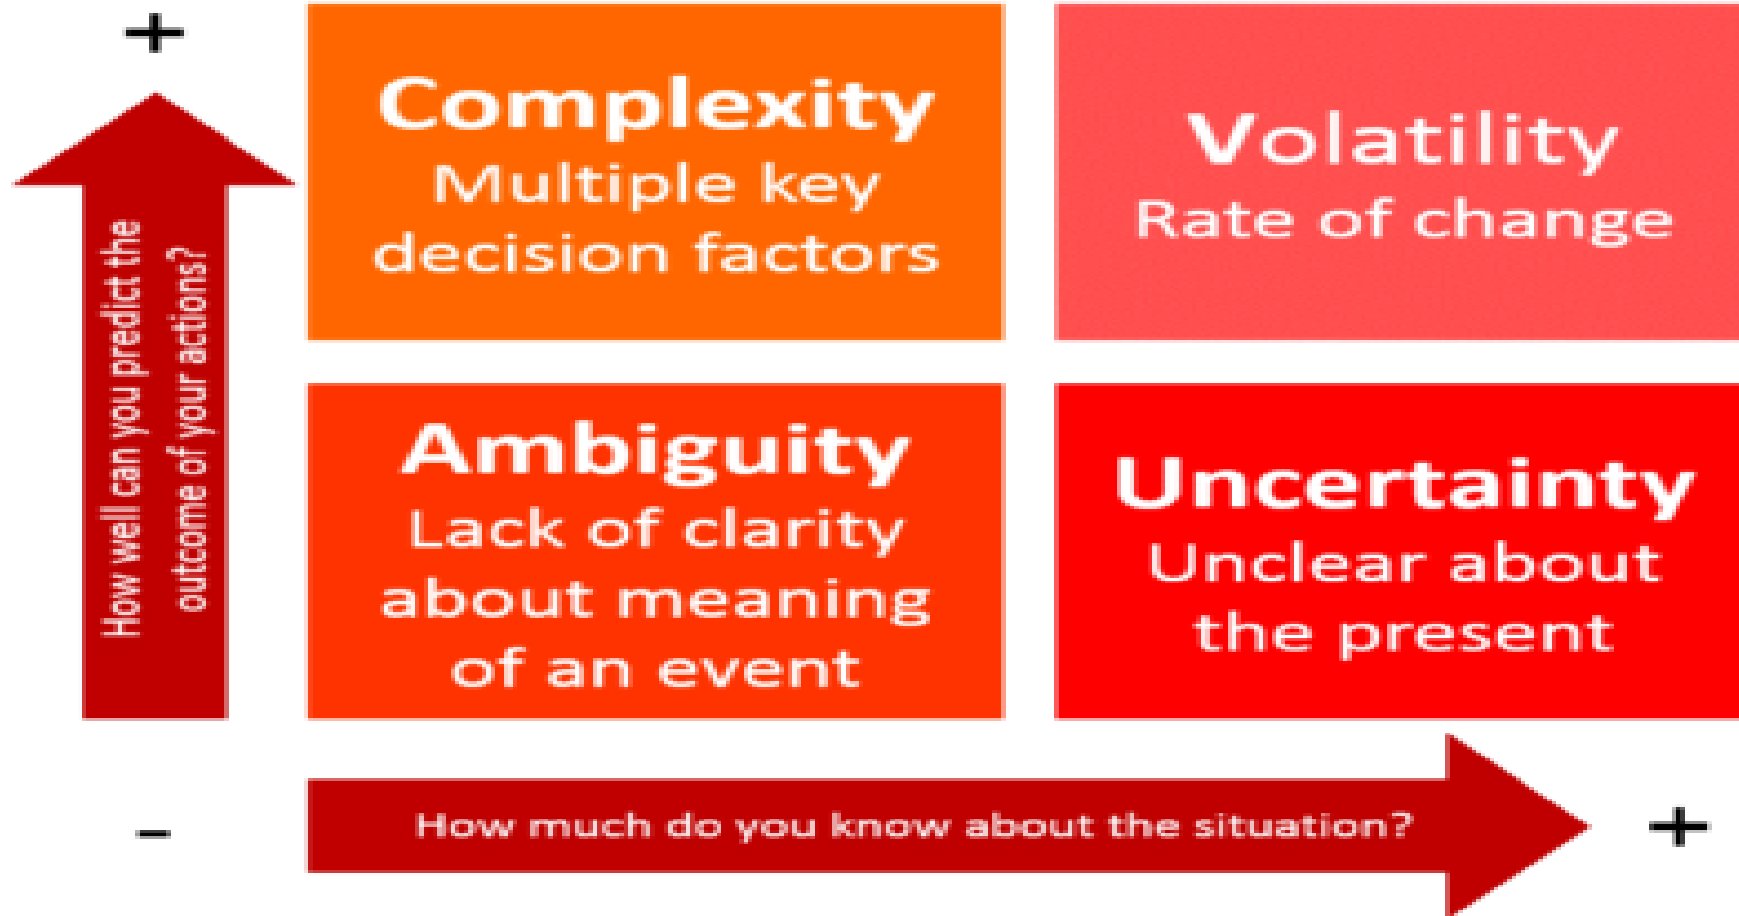 +
Complexity
Multiple key
decision factors
Volatility
Rate of change
How well can you predict the
outcome of your actions?
Ambiguity
Lack of clarity
about meaning
of an event
Uncertainty
Unclear about
the present
-
How much do you know about the situation?
+